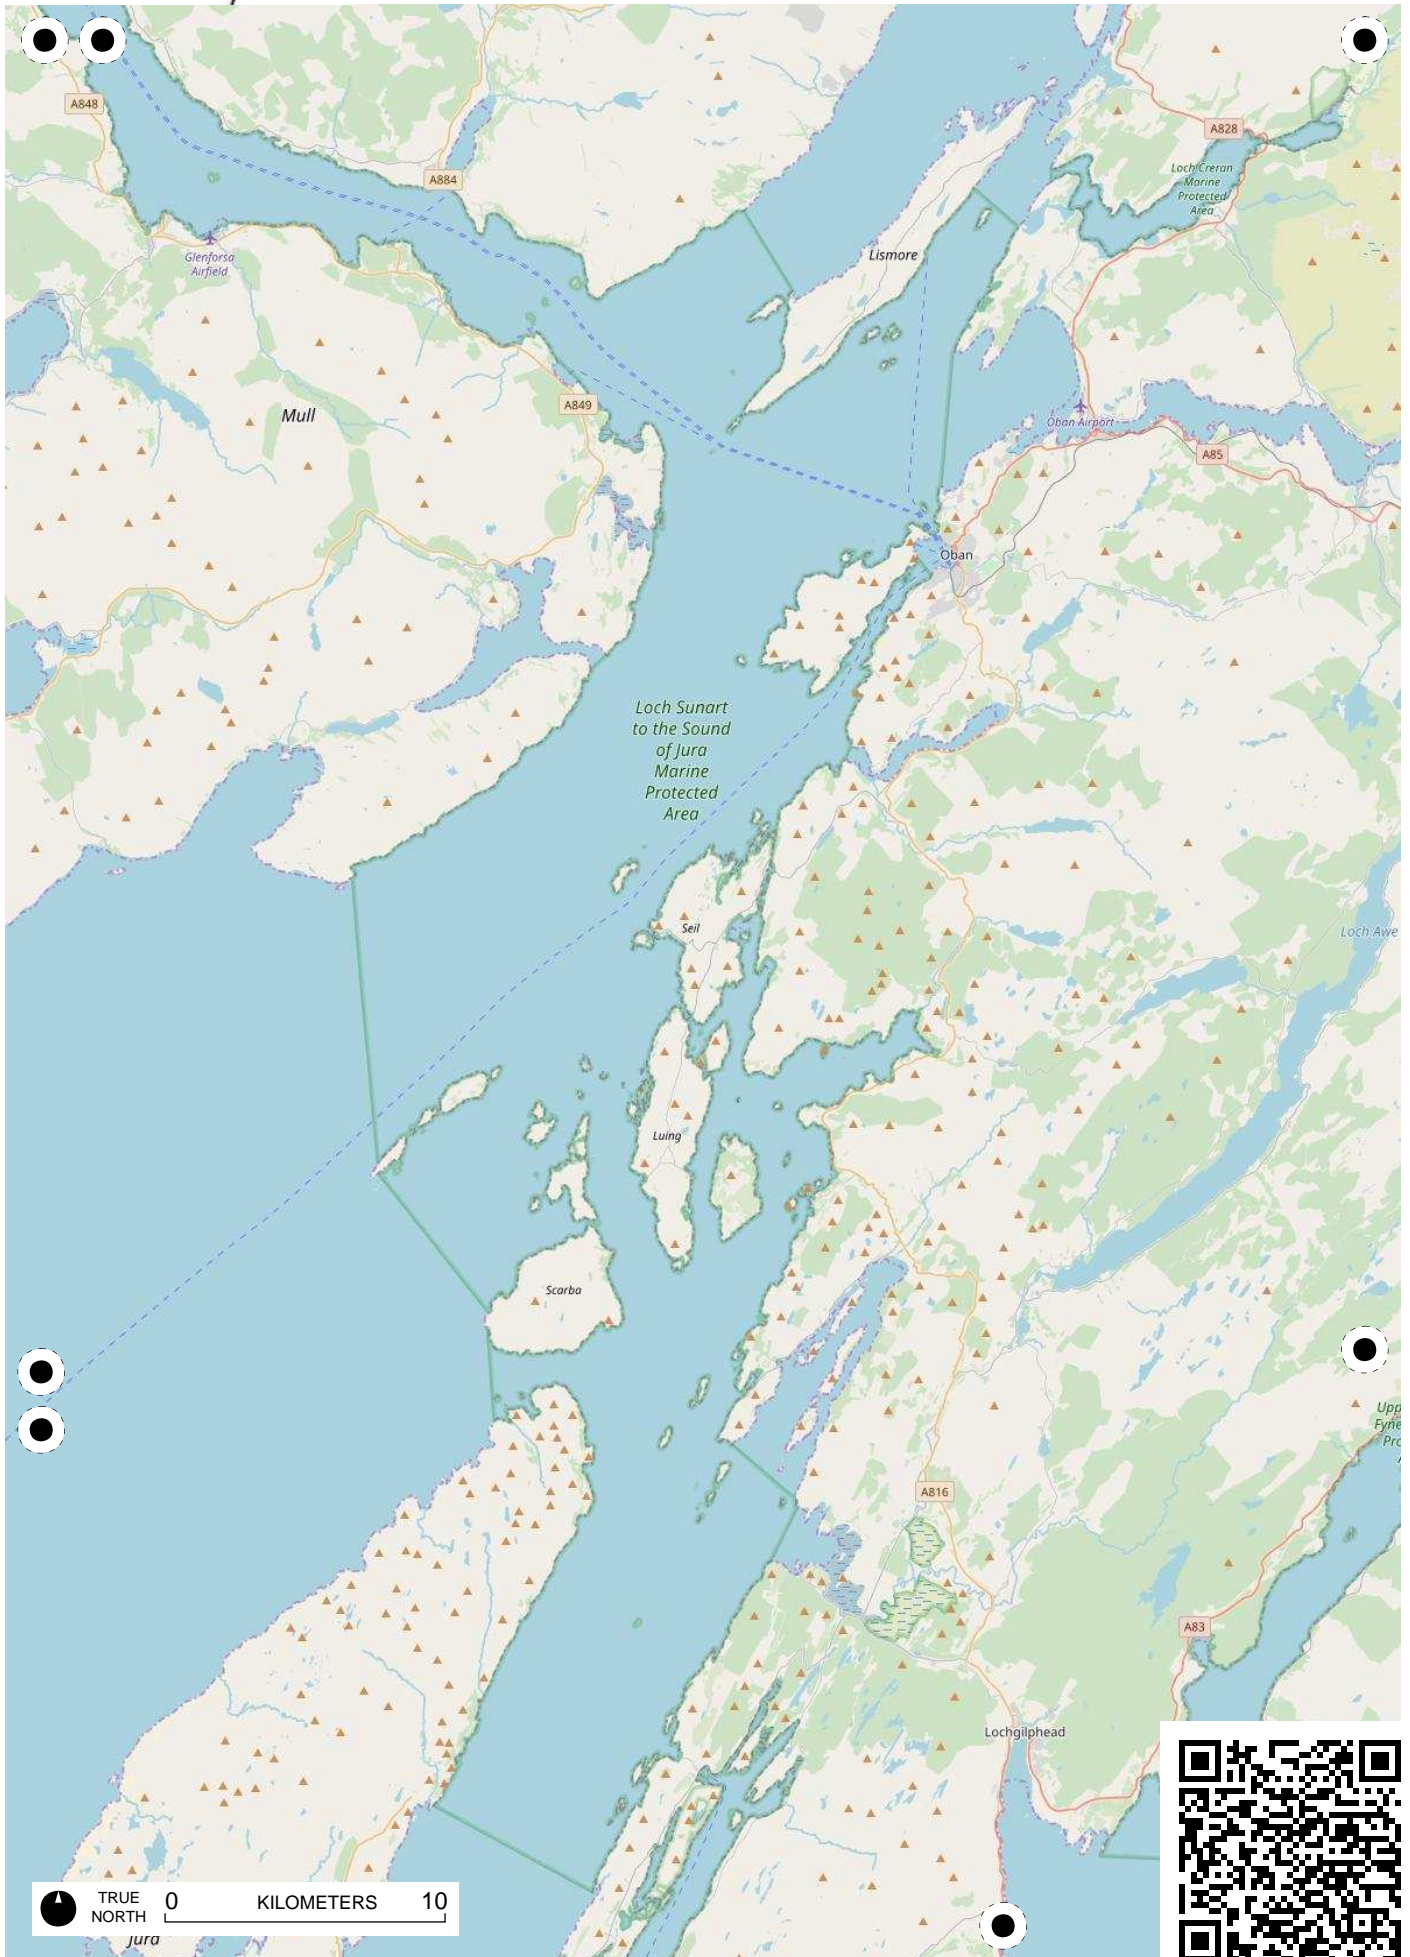 A848
A828
Loch Creran
Marine
Protected
Area
A884
Glenforsa
Airfield
Lismore
Mull
A849
Oban Airport
A85
Oban
Loch Sunart
to the Sound
of Jura
Marine
Protected
Area
Seil
Loch Awe
Luing
Scarba
A816
A83
Lochgilphead
TRUE
NORTH
0 KILOMETERS 10
Jura